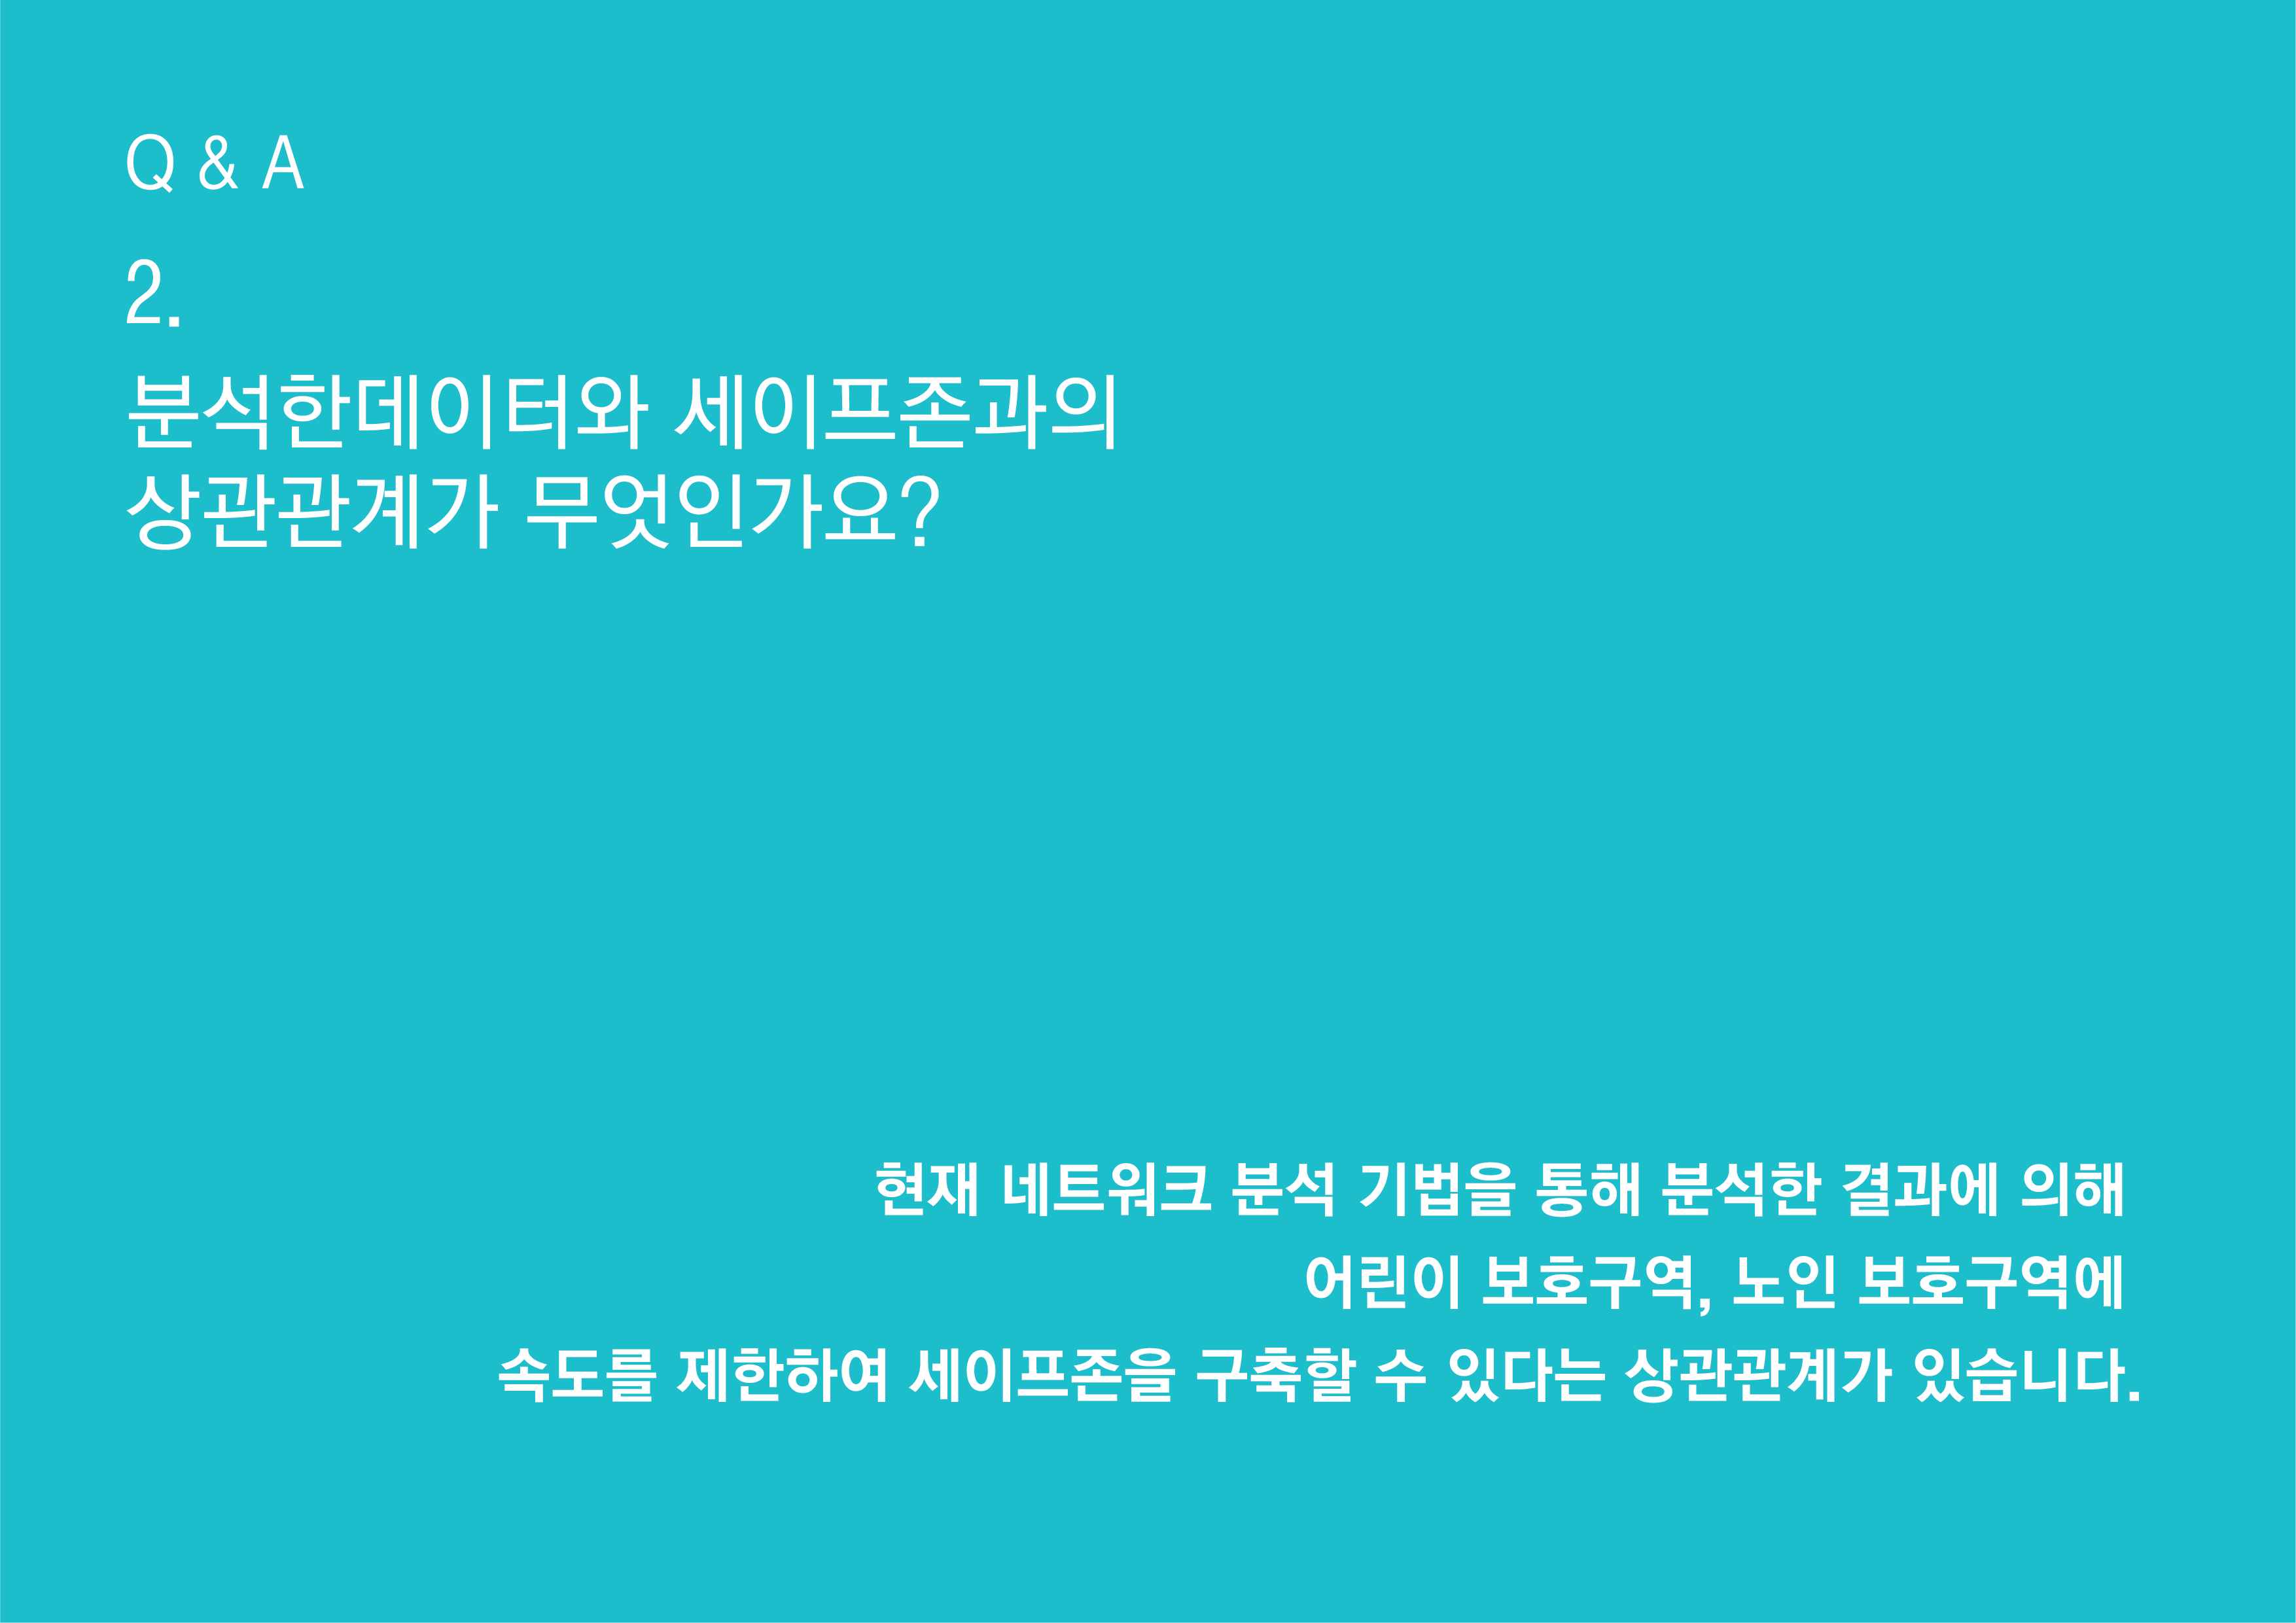 Q & A
2.
분석한데이터와 세이프존과의
상관관계가 무엇인가요?
현재 네트워크 분석 기법을 통해 분석한 결과에 의해
어린이 보호구역, 노인 보호구역에
속도를 제한하여 세이프존을 구축할 수 있다는 상관관계가 있습니다.